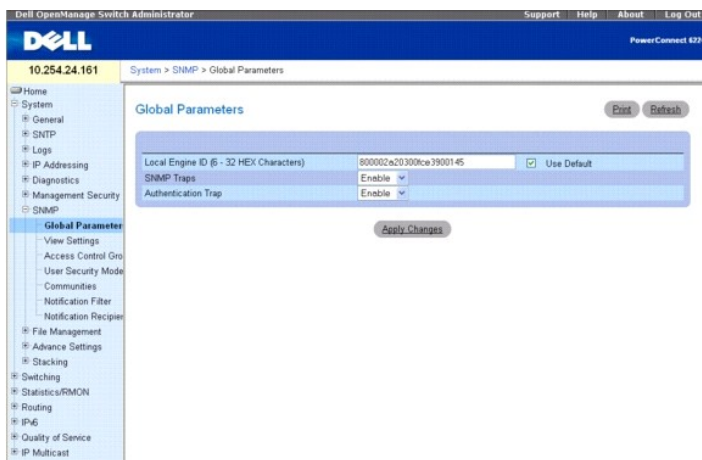 Dell OpenManage Switch Administrator
Support Help About Log Out
DELL
PowerConnect 622
10.254.24.161
System > SNMP > Global Parameters
Home
System
General
SNTP
Logs
IP Addressing
Diagnostics
Management Security
SNMP
Global Parameter
View Settings
Access Control Gro
User Security Mode
Communities
Notification Filter
Notification Recipien
File Management
Advance Settings
Stacking
Switching
Statistics/RMON
Routing
IPv6
Quality of Service
IP Multicast
Global Parameters
Print Refresh
Local Engine ID (6 - 32 HEX Characters) 800002a20300fce3900145 Use Default
SNMP Traps Enable
Authentication Trap Enable
Apply Changes